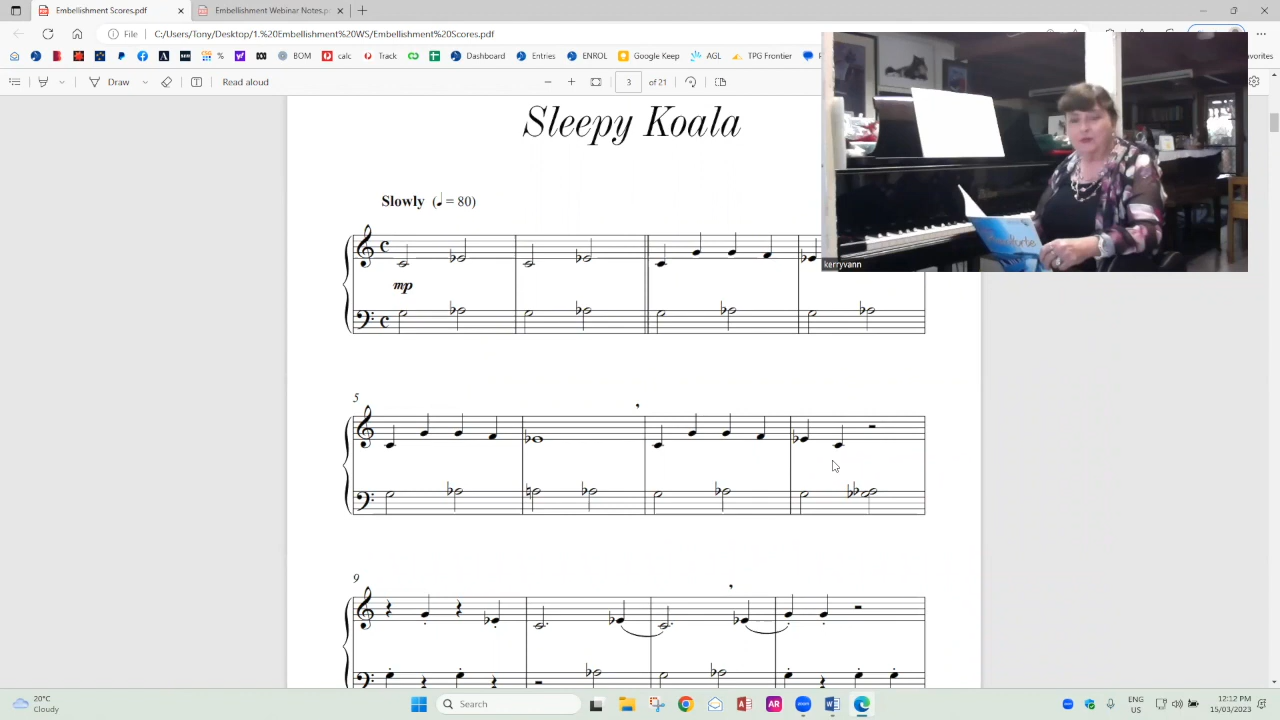 Embellishment Scores.pdf
Embellishment Webinar Notes.p
File C:/Users/Tony/Desktop/1.%20Embellishment%20WS/Embellishment%20Scores.pdf
% BOM calc Track Dashboard Entries ENROL Google Keep AGL TPG Frontier
avorites
Draw Read aloud 3 of 21
Sleepy Koala
Slowly (♩ = 80)
mp
kerryvann
5
9
20°C
Cloudy
Search
ENG
US
12:12 PM
15/03/2023